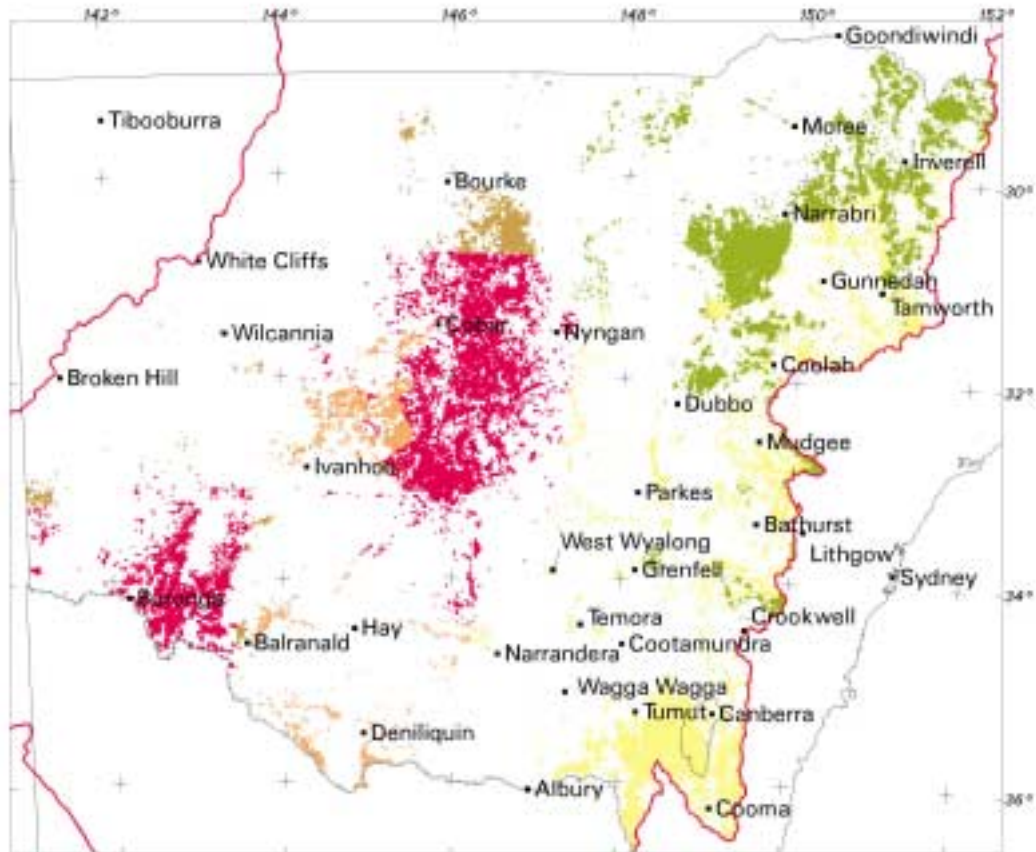 142° 144° 146° 148° 150° 152°
Goondiwindi
Tibooburra
Moree
Inverell
Bourke
30°
Narrabri
White Cliffs
Gunnedah
Tamworth
Cobar
Wilcannia
Nyngan
Coolah
Broken Hill
32°
Dubbo
Mudgee
Ivanhoe
Parkes
Bathurst
West Wyalong
Lithgow
Grenfell
Sydney
34°
Buronga
Temora
Crookwell
Hay
Balranald
Cootamundra
Narrandera
Wagga Wagga
Tumut
Canberra
Deniliquin
Albury
36°
Cooma